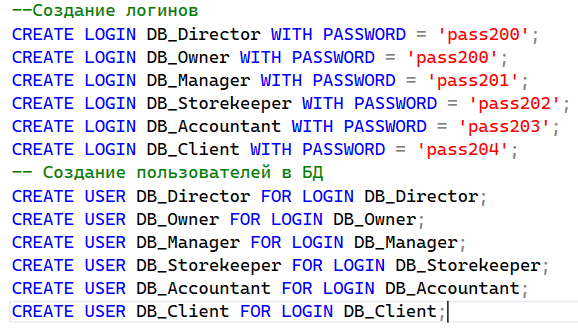 --Создание логинов
CREATE LOGIN DB_Director WITH PASSWORD = 'pass200';
CREATE LOGIN DB_Owner WITH PASSWORD = 'pass200';
CREATE LOGIN DB_Manager WITH PASSWORD = 'pass201';
CREATE LOGIN DB_Storekeeper WITH PASSWORD = 'pass202';
CREATE LOGIN DB_Accountant WITH PASSWORD = 'pass203';
CREATE LOGIN DB_Client WITH PASSWORD = 'pass204';
-- Создание пользователей в БД
CREATE USER DB_Director FOR LOGIN DB_Director;
CREATE USER DB_Owner FOR LOGIN DB_Owner;
CREATE USER DB_Manager FOR LOGIN DB_Manager;
CREATE USER DB_Storekeeper FOR LOGIN DB_Storekeeper;
CREATE USER DB_Accountant FOR LOGIN DB_Accountant;
CREATE USER DB_Client FOR LOGIN DB_Client;